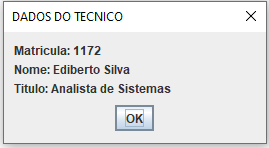 DADOS DO TECNICO
Matricula: 1172
Nome: Ediberto Silva
Titulo: Analista de Sistemas
OK